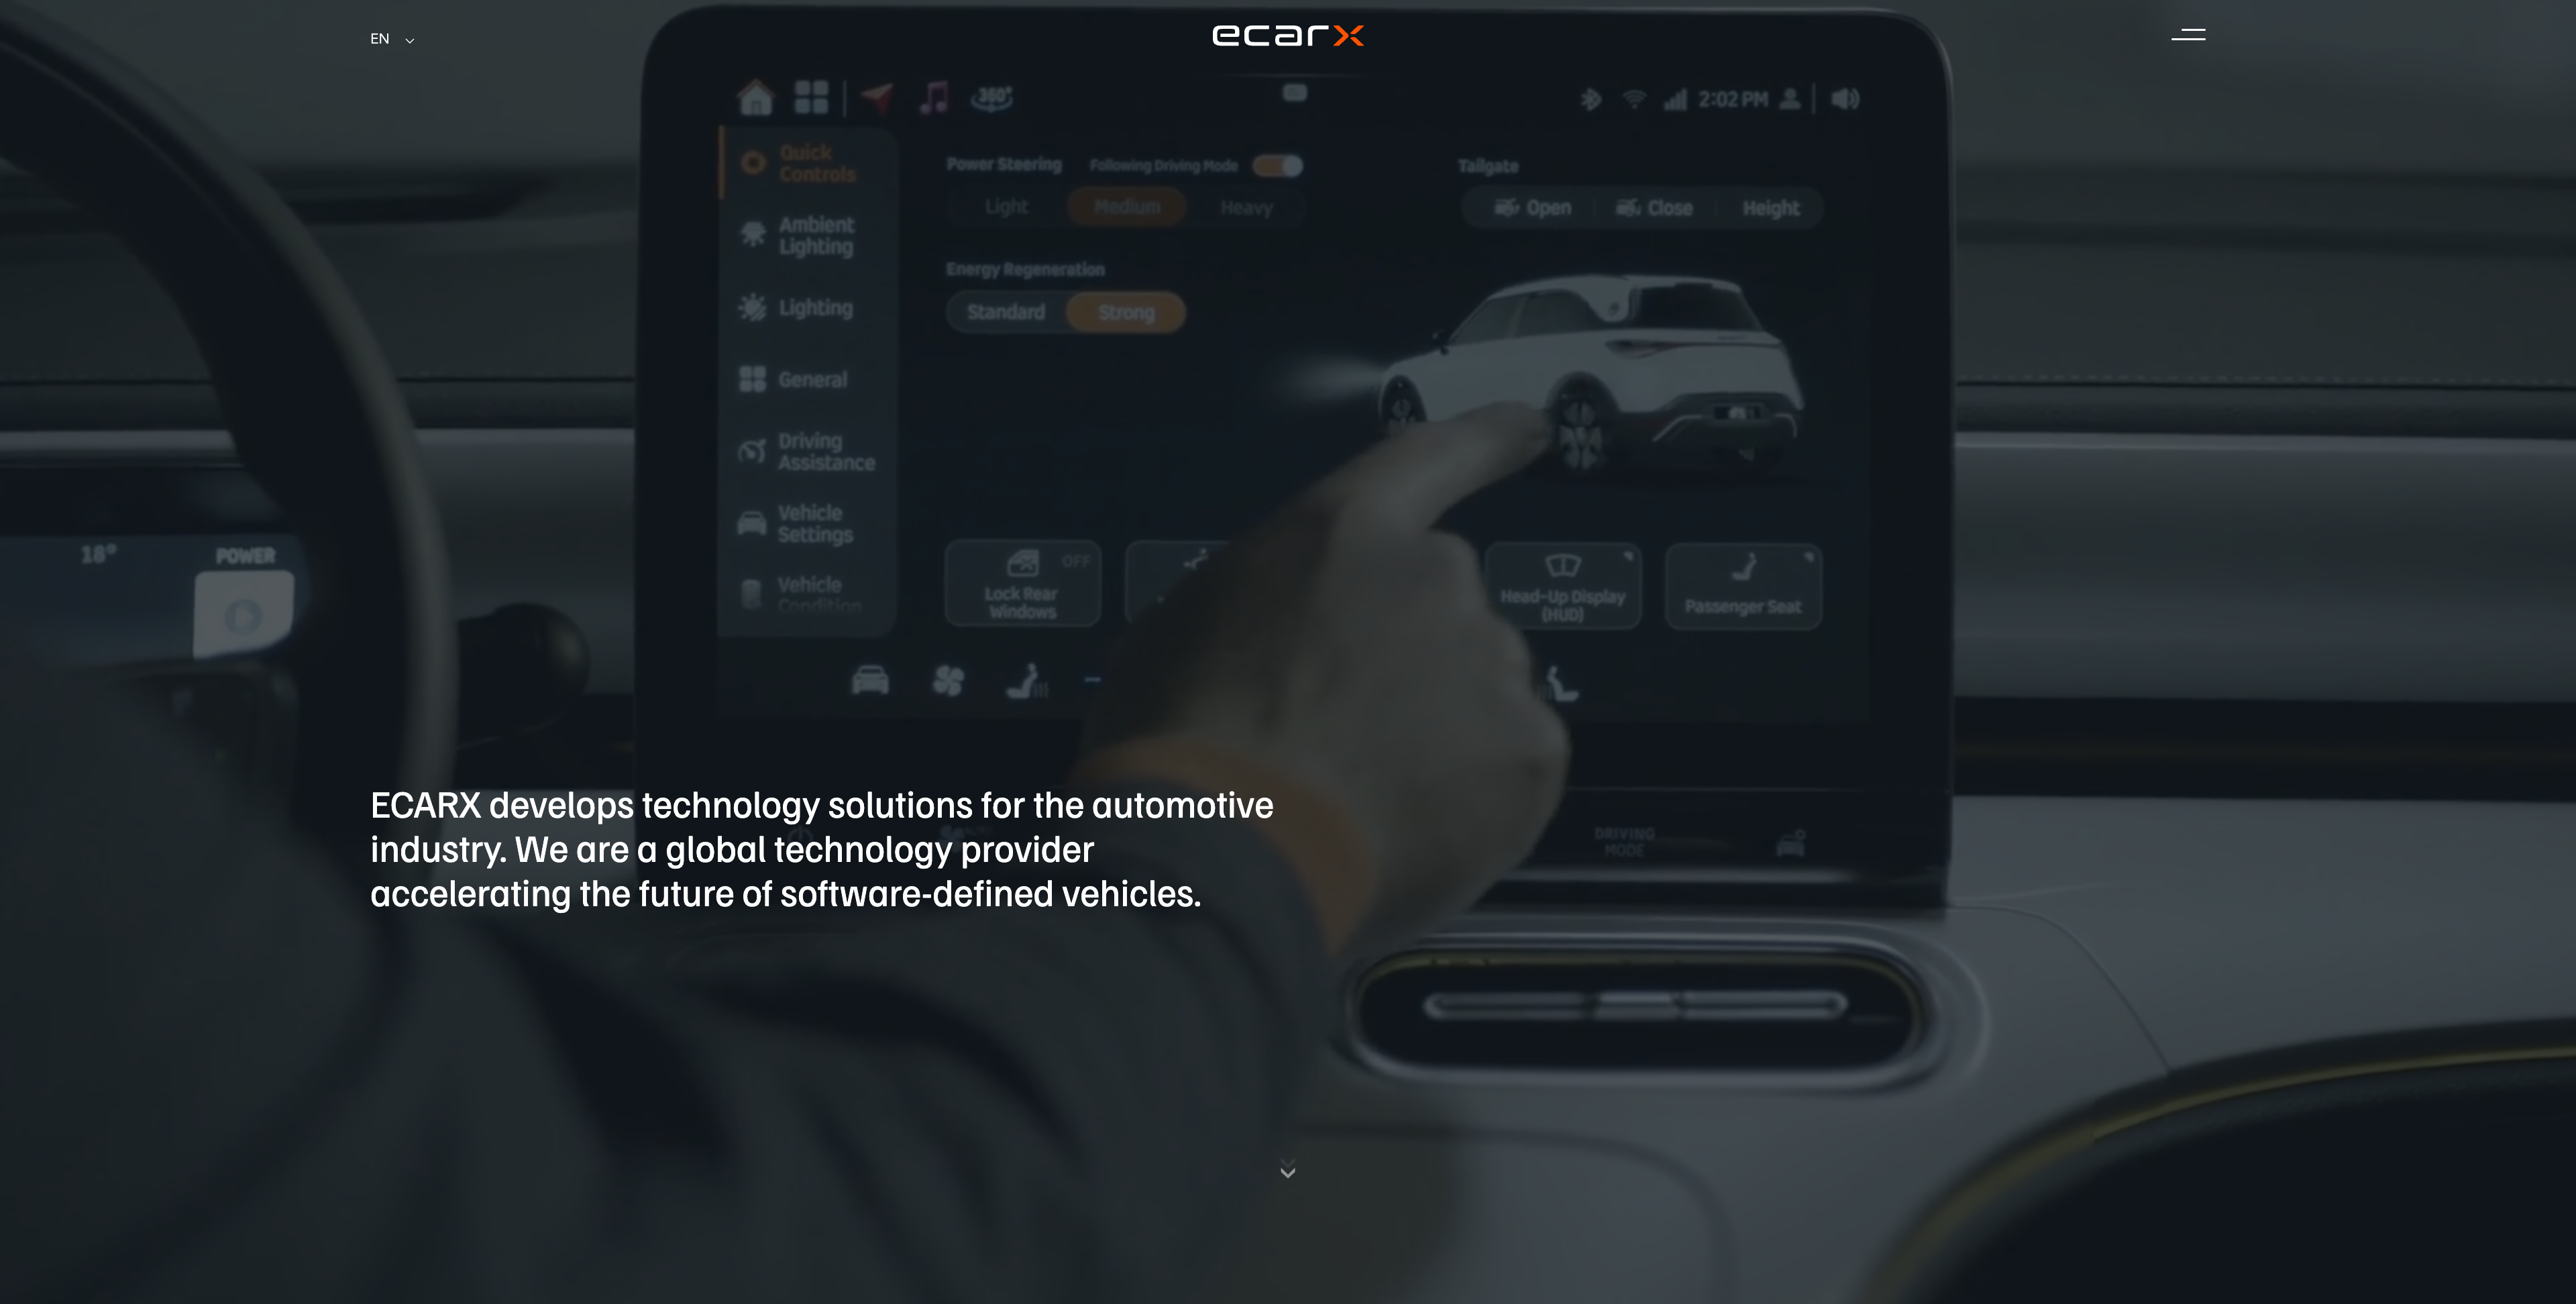 EN
ecarx
360°
2:02 PM
Quick
Controls
Ambient
Lighting
Lighting
General
Driving
Assistance
Vehicle
Settings
Vehicle
Condition
Power Steering Following Driving Mode
Light Medium Heavy
Energy Regeneration
Standard Strong
Tailgate
Open Close Height
OFF
Lock Rear
Windows
Head-Up Display
(HUD)
Passenger Seat
18°
POWER
ECARX develops technology solutions for the automotive
industry. We are a global technology provider
accelerating the future of software-defined vehicles.
DRIVING
MODE